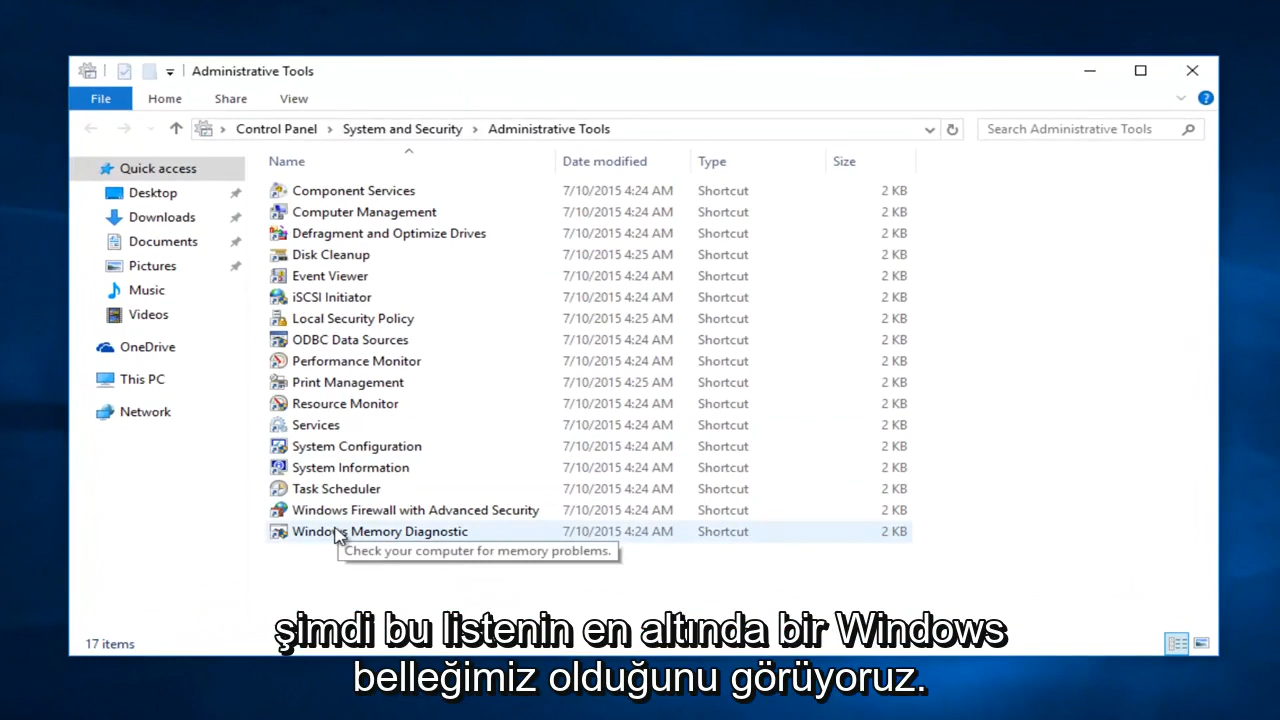 Administrative Tools
File Home Share View
Control Panel > System and Security > Administrative Tools
Search Administrative Tools
Quick access
Desktop
Downloads
Documents
Pictures
Music
Videos
OneDrive
This PC
Network
Name Date modified Type Size
Component Services 7/10/2015 4:24 AM Shortcut 2 KB
Computer Management 7/10/2015 4:24 AM Shortcut 2 KB
Defragment and Optimize Drives 7/10/2015 4:24 AM Shortcut 2 KB
Disk Cleanup 7/10/2015 4:25 AM Shortcut 2 KB
Event Viewer 7/10/2015 4:24 AM Shortcut 2 KB
iSCSI Initiator 7/10/2015 4:24 AM Shortcut 2 KB
Local Security Policy 7/10/2015 4:25 AM Shortcut 2 KB
ODBC Data Sources 7/10/2015 4:24 AM Shortcut 2 KB
Performance Monitor 7/10/2015 4:24 AM Shortcut 2 KB
Print Management 7/10/2015 4:25 AM Shortcut 2 KB
Resource Monitor 7/10/2015 4:24 AM Shortcut 2 KB
Services 7/10/2015 4:24 AM Shortcut 2 KB
System Configuration 7/10/2015 4:24 AM Shortcut 2 KB
System Information 7/10/2015 4:24 AM Shortcut 2 KB
Task Scheduler 7/10/2015 4:24 AM Shortcut 2 KB
Windows Firewall with Advanced Security 7/10/2015 4:24 AM Shortcut 2 KB
Windows Memory Diagnostic 7/10/2015 4:24 AM Shortcut 2 KB
Check your computer for memory problems.
17 items
şimdi bu listenin en altında bir Windows
belleğimiz olduğunu görüyoruz.